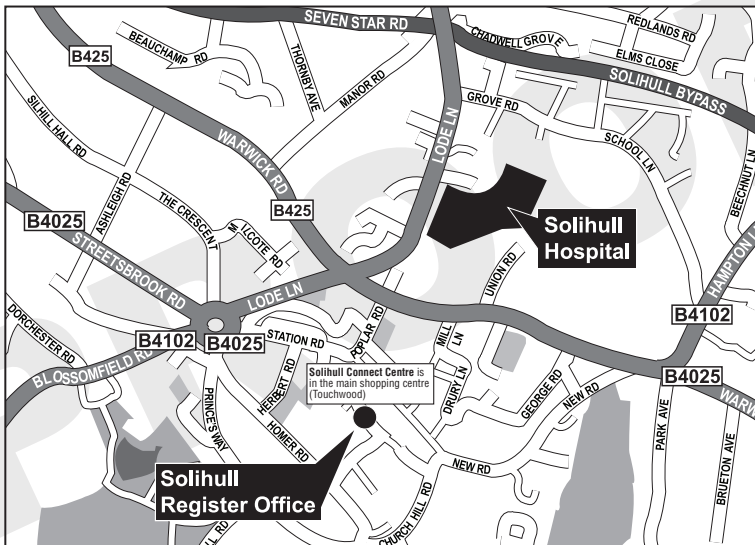 SEVEN STAR RD
REDLANDS RD
CHADWELL GROVE
ELMS CLOSE
BEAUCHAMP RD
B425
THORNBY AVE
MANOR RD
SOLIHULL BYPASS
SILHILL HALL RD
GROVE RD
LODE LN
SCHOOL LN
WARWICK RD
BEECHNUT LN
ASHLEIGH RD
THE CRESCENT
B425
B4025
MILCOTE RD
Solihull
Hospital
STREETSBROOK RD
UNION RD
HAMPTON L
LODE LN
B4102
DORCHESTER RD
B4102
B4025
STATION RD
POPLAR RD
MILL
LN
BLOSSOMFIELD RD
HERBERT RD
Solihull Connect Centre is
in the main shopping centre
(Touchwood)
DRURY LN
GEORGE RD
NEW RD
B4025
WARW
PRINCE'S WAY
HOMER RD
PARK AVE
BRUETON AVE
NEW RD
Solihull
Register Office
CHURCH HILL RD
LL RD